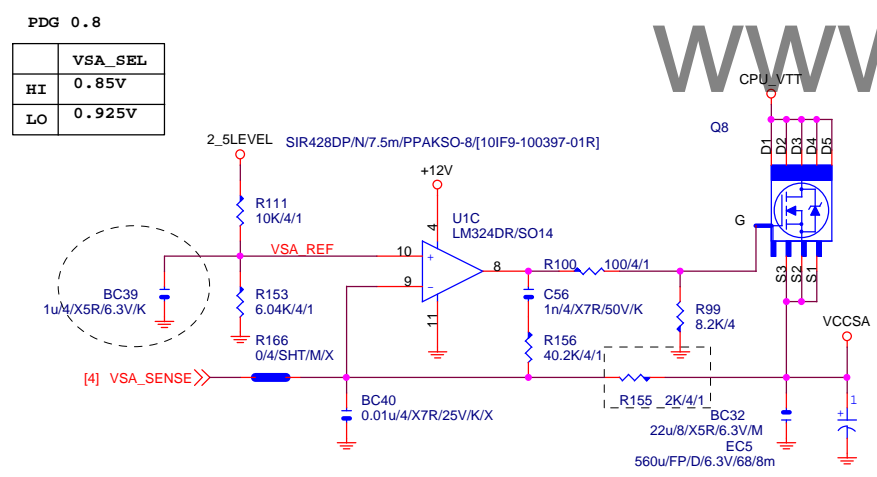 PDG 0.8
VSA_SEL
HI 0.85V
LO 0.925V
WWW
CPU_VTT
Q8
D1 D2 D3 D4 D5
2_5LEVEL
SIR428DP/N/7.5m/PPAKSO-8/[10IF9-100397-01R]
+12V
R111
10K/4/1
4
U1C
LM324DR/SO14
G
VSA_REF
10
+
8
R100 100/4/1
9
-
S3 S2 S1
BC39
1u/4/X5R/6.3V/K
R153
6.04K/4/1
C56
1n/4/X7R/50V/K
11
R99
8.2K/4
VCCSA
R166
0/4/SHT/M/X
R156
40.2K/4/1
[4] VSA_SENSE
R155 2K/4/1
BC40
0.01u/4/X7R/25V/K/X
BC32
22u/8/X5R/6.3V/M
1
+
EC5
560u/FP/D/6.3V/68/8m